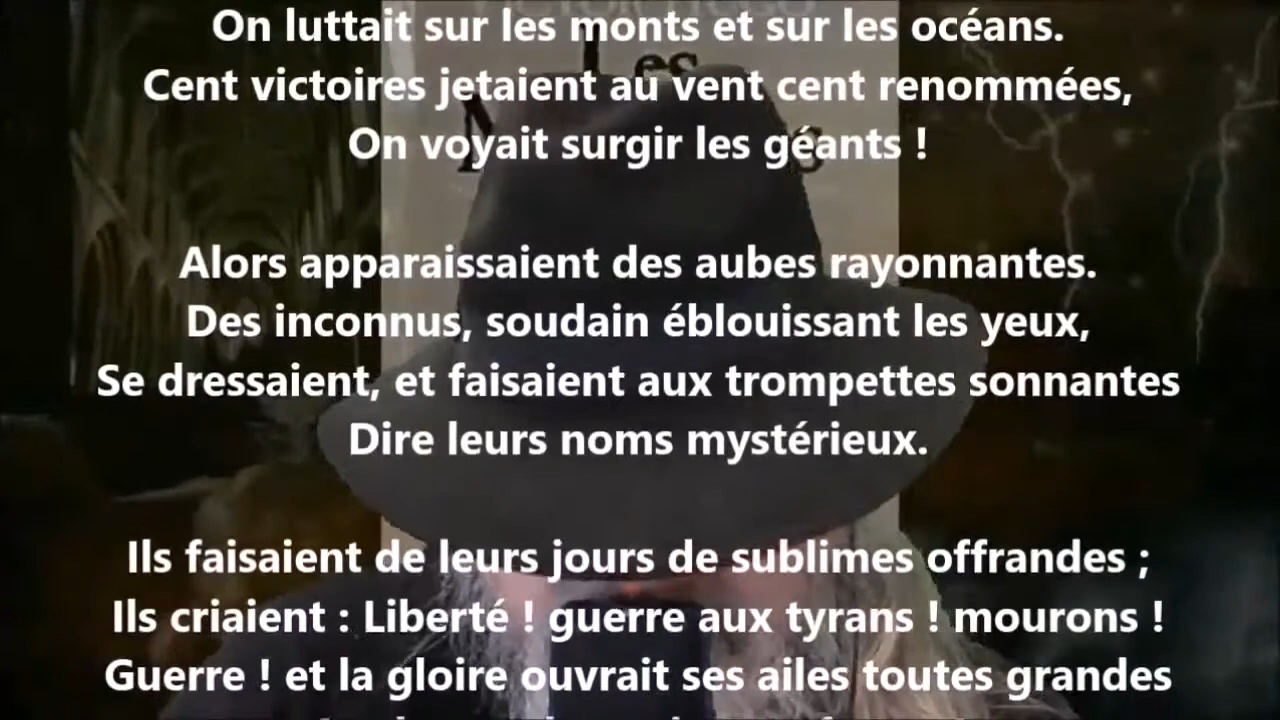 On luttait sur les monts et sur les océans.
Les
Cent victoires jetaient au vent cent renommées,
On voyait surgir les géants !
Alors apparaissaient des aubes rayonnantes.
Des inconnus, soudain éblouissant les yeux,
Se dressaient, et faisaient aux trompettes sonnantes
Dire leurs noms mystérieux.
Ils faisaient de leurs jours de sublimes offrandes ;
Ils criaient : Liberté ! guerre aux tyrans ! mourons !
Guerre ! et la gloire ouvrait ses ailes toutes grandes